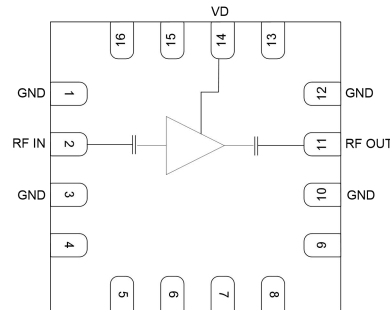 VD
16 15 14 13
GND 1 12 GND
RF IN 2 11 RF OUT
GND 3 10 GND
4 9
5 6 7 8